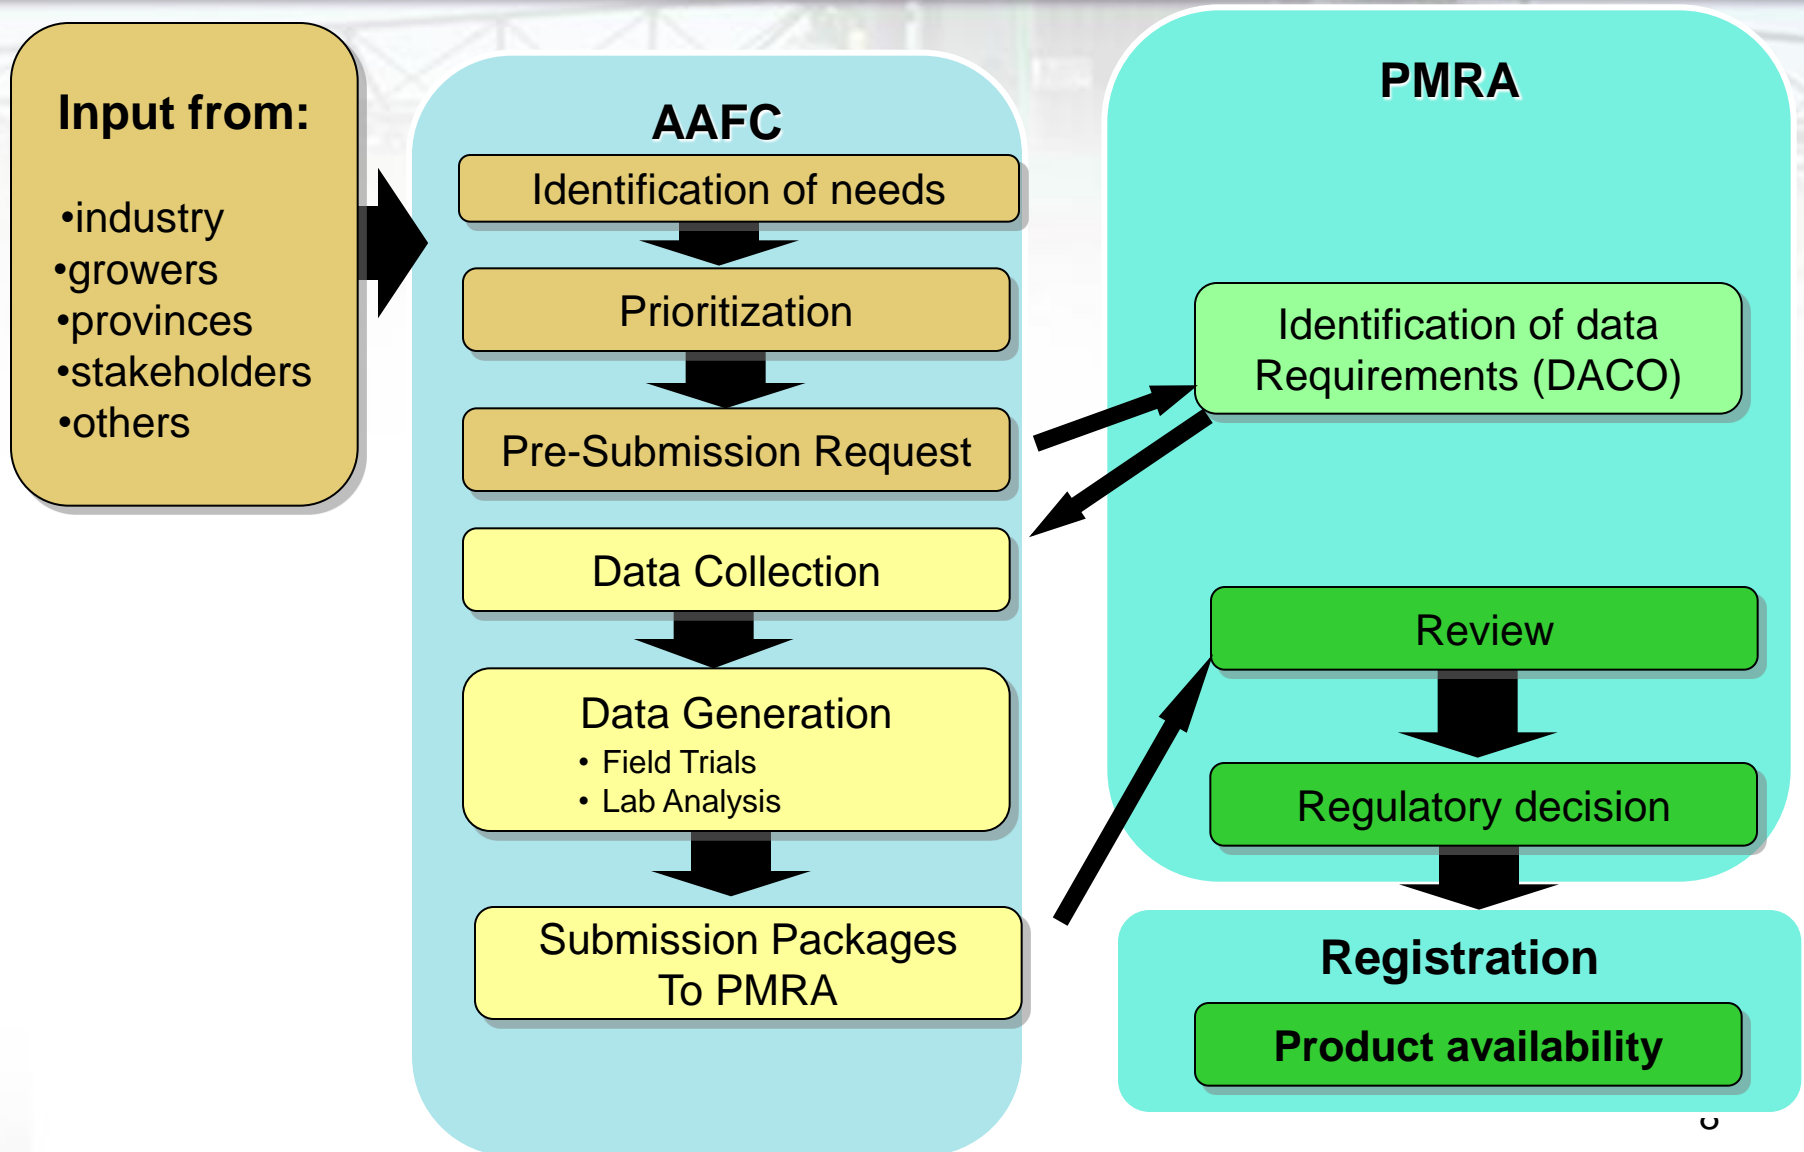 Input from:
•industry
•growers
•provinces
•stakeholders
•others
AAFC
Identification of needs
Prioritization
Pre-Submission Request
Data Collection
Data Generation
• Field Trials
• Lab Analysis
Submission Packages
To PMRA
PMRA
Identification of data
Requirements (DACO)
Review
Regulatory decision
Registration
Product availability